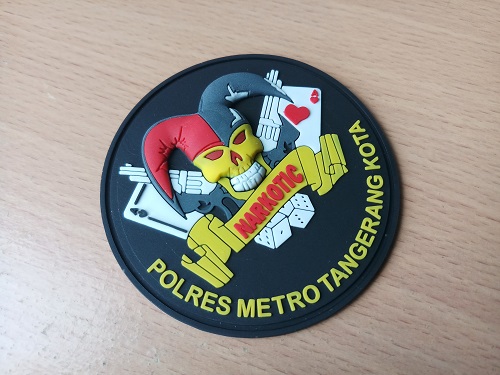 NARKOTIC
POLRES METRO TANGERANG KOTA